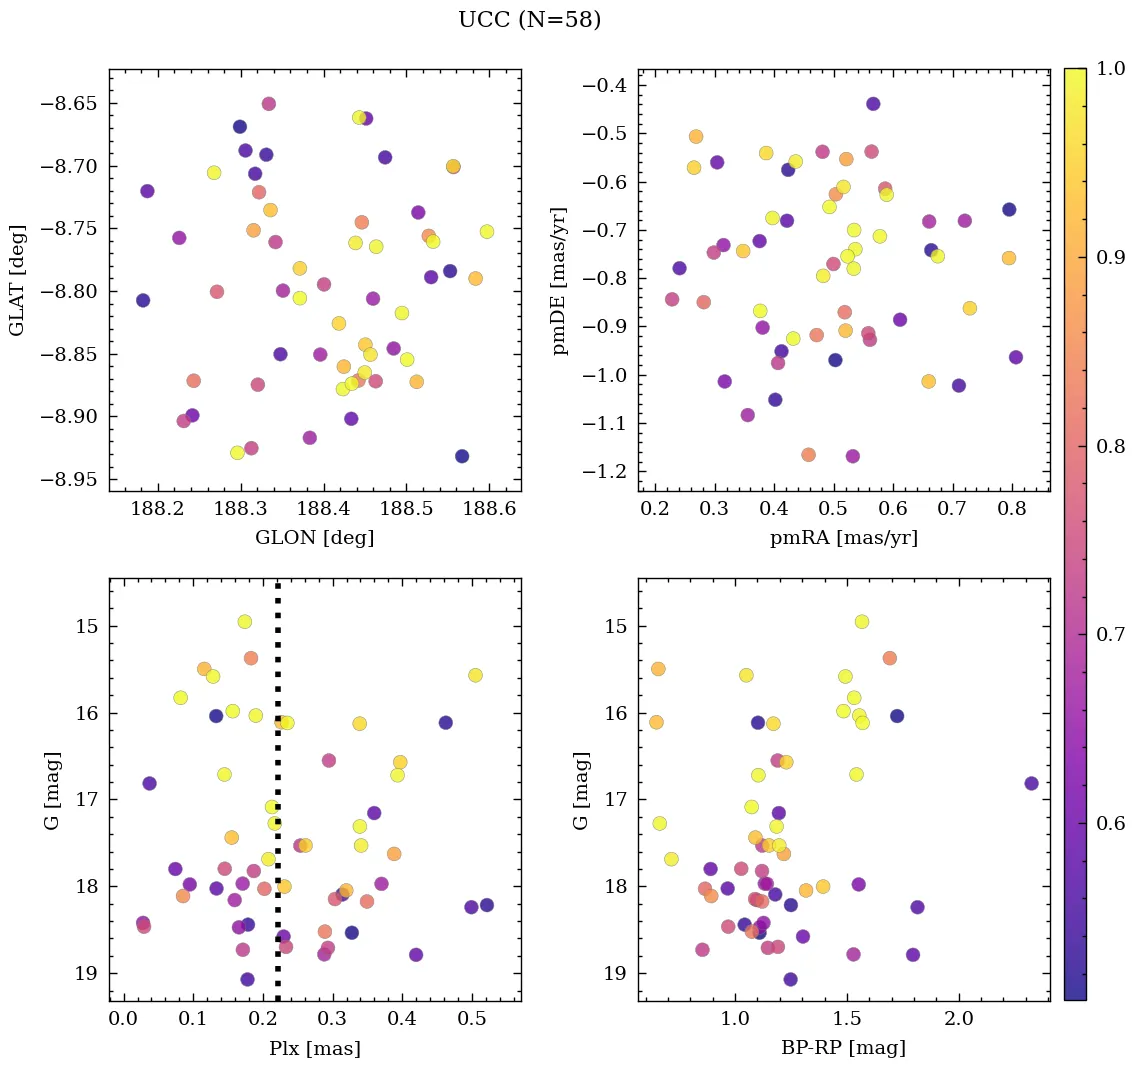 UCC (N=58)
−8.65
−8.70
−8.75
−8.80
−8.85
−8.90
−8.95
GLAT [deg]
188.2 188.3 188.4 188.5 188.6
GLON [deg]
−0.4
−0.5
−0.6
−0.7
−0.8
−0.9
−1.0
−1.1
−1.2
pmDE [mas/yr]
0.2 0.3 0.4 0.5 0.6 0.7 0.8
pmRA [mas/yr]
1.0
0.9
0.8
0.7
0.6
15
16
17
18
19
G [mag]
0.0 0.1 0.2 0.3 0.4 0.5
Plx [mas]
15
16
17
18
19
G [mag]
1.0 1.5 2.0
BP-RP [mag]